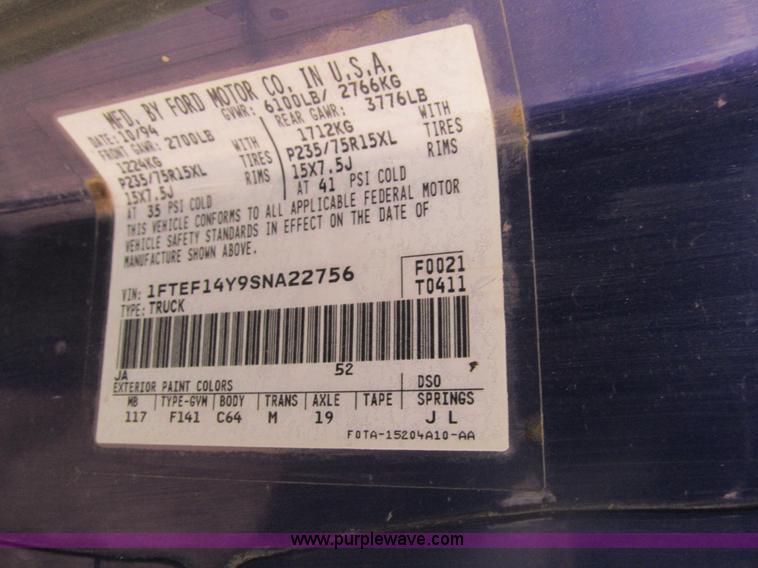 MFD. BY FORD MOTOR CO. IN U.S.A.
DATE: 10/94 GVWR: 6100LB/ 2766KG
FRONT GAWR: 2700LB REAR GAWR: 3776LB
1224KG WITH 1712KG WITH
P235/75R15XL TIRES P235/75R15XL TIRES
15X7.5J RIMS 15X7.5J RIMS
AT 35 PSI COLD AT 41 PSI COLD
THIS VEHICLE CONFORMS TO ALL APPLICABLE FEDERAL MOTOR
VEHICLE SAFETY STANDARDS IN EFFECT ON THE DATE OF
MANUFACTURE SHOWN ABOVE.
VIN: 1FTEF14Y9SNA22756 F0021
TYPE: TRUCK T0411
JA 52
EXTERIOR PAINT COLORS DSO
WB TYPE-GVM BODY TRANS AXLE TAPE SPRINGS
117 F141 C64 M 19 J L
F0TA-15204A10-AA
www.purplewave.com